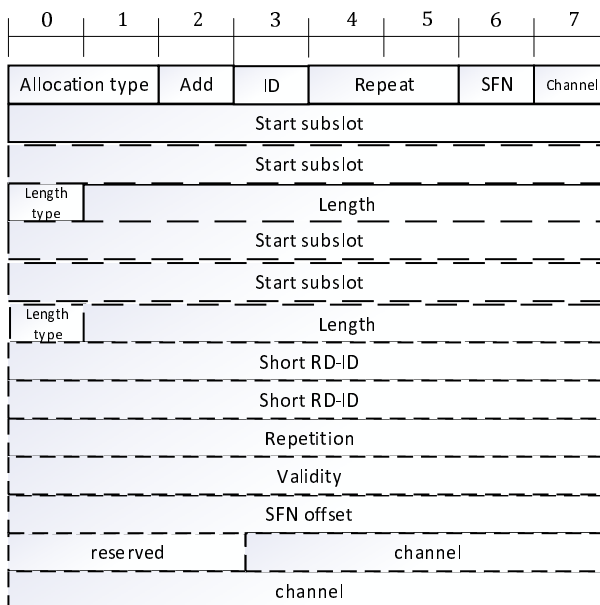 0 1 2 3 4 5 6 7
Allocation type Add ID Repeat SFN Channel
Start subslot
Start subslot
Length type Length
Start subslot
Start subslot
Length type Length
Short RD-ID
Short RD-ID
Repetition
Validity
SFN offset
reserved channel
channel